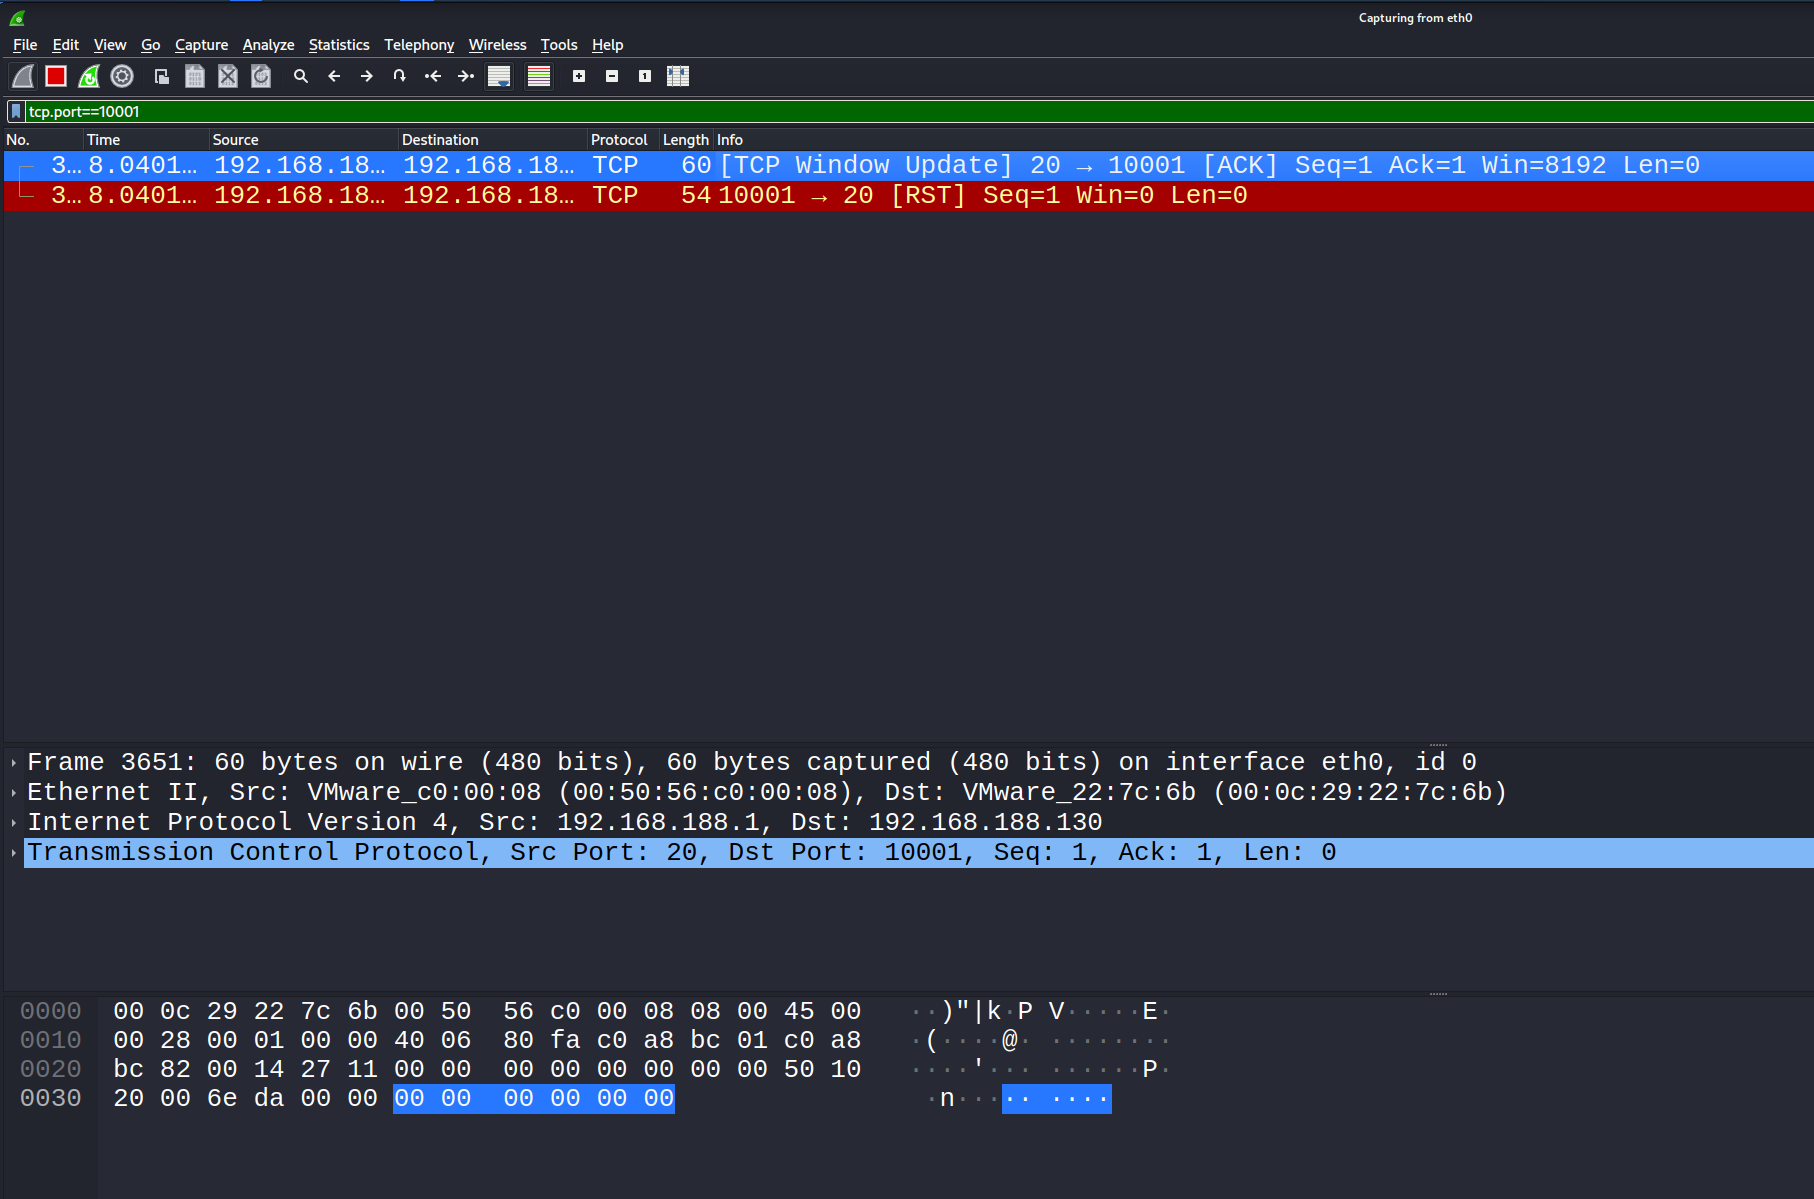 Capturing from eth0
File Edit View Go Capture Analyze Statistics Telephony Wireless Tools Help
tcp.port==10001
No. Time Source Destination Protocol Length Info
3… 8.0401… 192.168.18… 192.168.18… TCP 60 [TCP Window Update] 20 → 10001 [ACK] Seq=1 Ack=1 Win=8192 Len=0
3… 8.0401… 192.168.18… 192.168.18… TCP 54 10001 → 20 [RST] Seq=1 Win=0 Len=0
Frame 3651: 60 bytes on wire (480 bits), 60 bytes captured (480 bits) on interface eth0, id 0
Ethernet II, Src: VMware_c0:00:08 (00:50:56:c0:00:08), Dst: VMware_22:7c:6b (00:0c:29:22:7c:6b)
Internet Protocol Version 4, Src: 192.168.188.1, Dst: 192.168.188.130
Transmission Control Protocol, Src Port: 20, Dst Port: 10001, Seq: 1, Ack: 1, Len: 0
0000 00 0c 29 22 7c 6b 00 50 56 c0 00 08 08 00 45 00 ··)"|k·P V·····E·
0010 00 28 00 01 00 00 40 06 80 fa c0 a8 bc 01 c0 a8 ·(····@· ········
0020 bc 82 00 14 27 11 00 00 00 00 00 00 00 00 50 10 ····'··· ······P·
0030 20 00 6e da 00 00 00 00 00 00 00 00 ·n····· ····